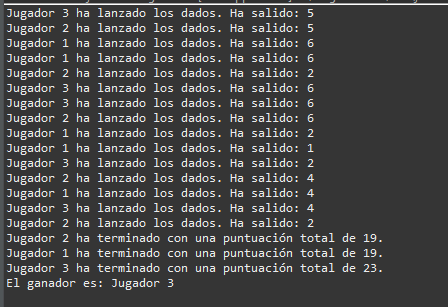 Jugador 3 ha lanzado los dados. Ha salido: 5
Jugador 2 ha lanzado los dados. Ha salido: 5
Jugador 1 ha lanzado los dados. Ha salido: 6
Jugador 1 ha lanzado los dados. Ha salido: 6
Jugador 2 ha lanzado los dados. Ha salido: 2
Jugador 3 ha lanzado los dados. Ha salido: 6
Jugador 3 ha lanzado los dados. Ha salido: 6
Jugador 2 ha lanzado los dados. Ha salido: 6
Jugador 1 ha lanzado los dados. Ha salido: 2
Jugador 1 ha lanzado los dados. Ha salido: 1
Jugador 3 ha lanzado los dados. Ha salido: 2
Jugador 2 ha lanzado los dados. Ha salido: 4
Jugador 1 ha lanzado los dados. Ha salido: 4
Jugador 3 ha lanzado los dados. Ha salido: 4
Jugador 2 ha lanzado los dados. Ha salido: 2
Jugador 2 ha terminado con una puntuación total de 19.
Jugador 1 ha terminado con una puntuación total de 19.
Jugador 3 ha terminado con una puntuación total de 23.
El ganador es: Jugador 3